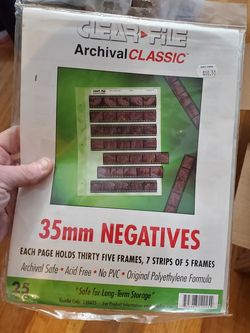 CLEAR FILE
Archival CLASSIC™
35mm NEGATIVES
EACH PAGE HOLDS THIRTY FIVE FRAMES, 7 STRIPS OF 5 FRAMES
Archival Safe • Acid Free • No PVC • Original Polyethylene Formula
25
"Safe for Long-Term Storage"